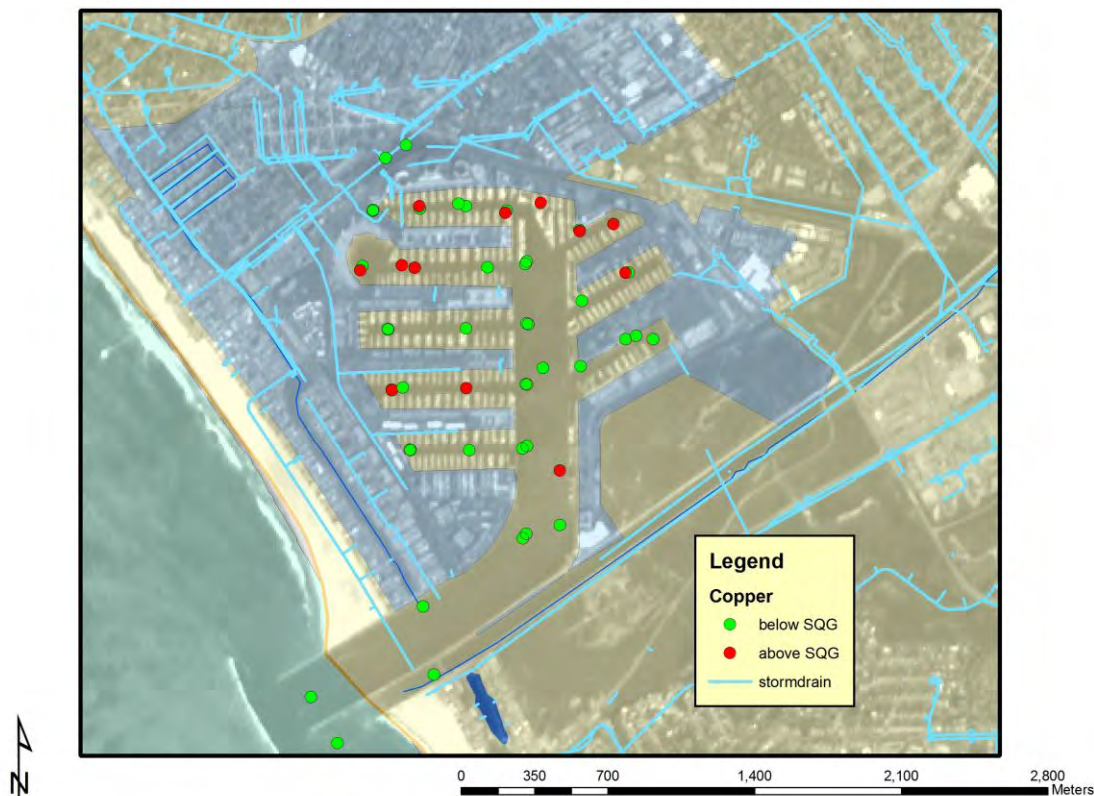 Legend
Copper
below SQG
above SQG
stormdrain
N
0 350 700 1,400 2,100 2,800
Meters